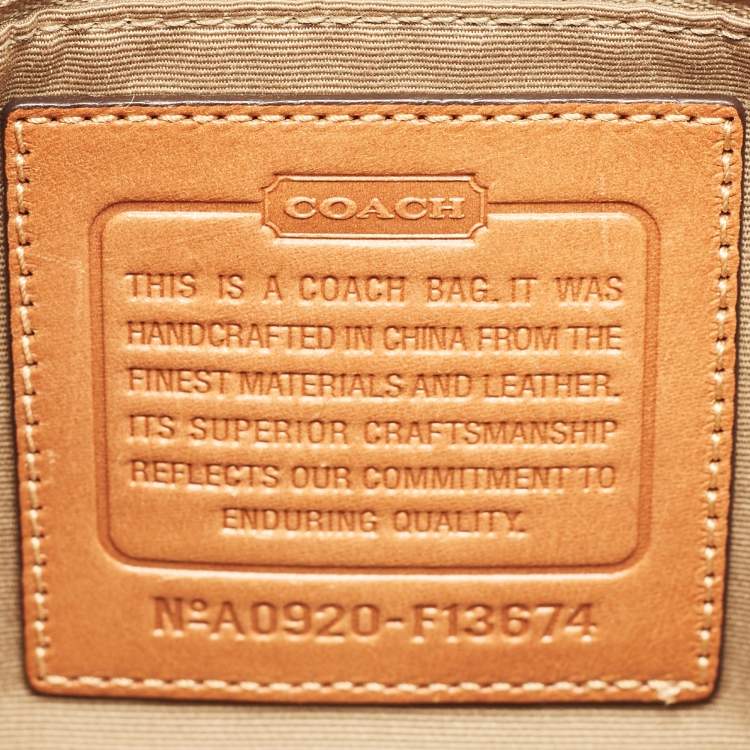 COACH
THIS IS A COACH BAG. IT WAS
HANDCRAFTED IN CHINA FROM THE
FINEST MATERIALS AND LEATHER.
ITS SUPERIOR CRAFTSMANSHIP
REFLECTS OUR COMMITMENT TO
ENDURING QUALITY.
NºA0920-F13674